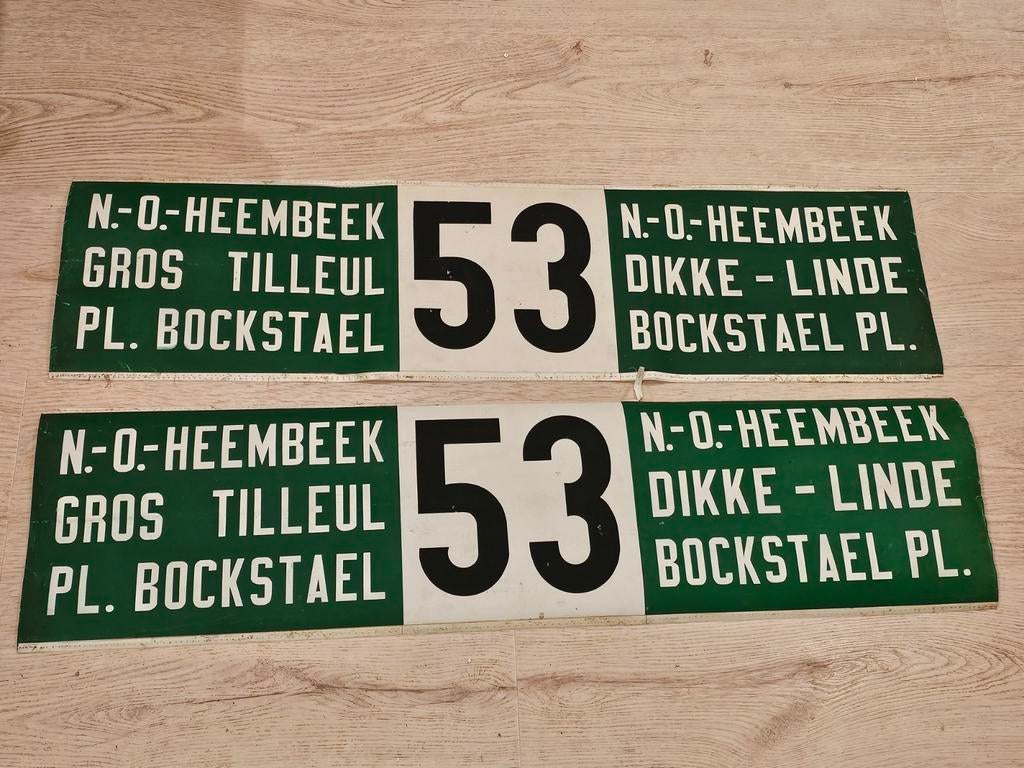 N.-O.-HEEMBEEK
GROS TILLEUL
PL. BOCKSTAEL
53
N.-O.-HEEMBEEK
DIKKE - LINDE
BOCKSTAEL PL.
N.-O.-HEEMBEEK
GROS TILLEUL
PL. BOCKSTAEL
53
N.-O.-HEEMBEEK
DIKKE - LINDE
BOCKSTAEL PL.